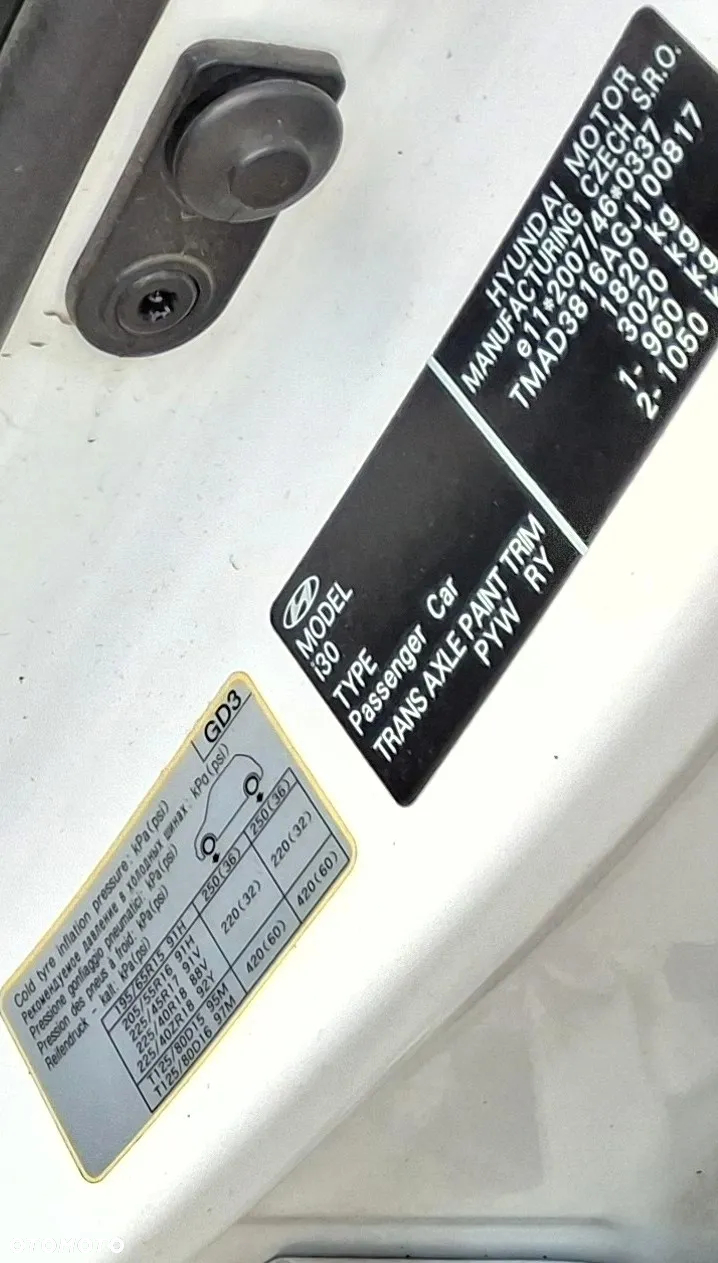 HYUNDAI MOTOR
MANUFACTURING CZECH S.R.O.
e11*2007/46*0337
TMAD3816AGJ100817
1820 kg
3020 kg
1- 960 kg
2- 1050 k
MODEL
i30
TYPE
Passenger Car
TRANS AXLE PAINT TRIM
PYW RY
GD3
Cold tyre inflation pressure: kPa(psi)
Рекомендуемое давление в холодных шинах: kPa(psi)
Pressione gonfiaggio pneumatici: kPa(psi)
Pression des pneus à froid: kPa(psi)
Reifendruck - kalt: kPa(psi)
195/65R15 91H 250(36) 250(36)
205/55R16 91H
225/45R17 91V
225/40R18 88V
225/40ZR18 92Y
220(32) 220(32)
T125/80D15 95M
T125/80D16 97M
420(60) 420(60)